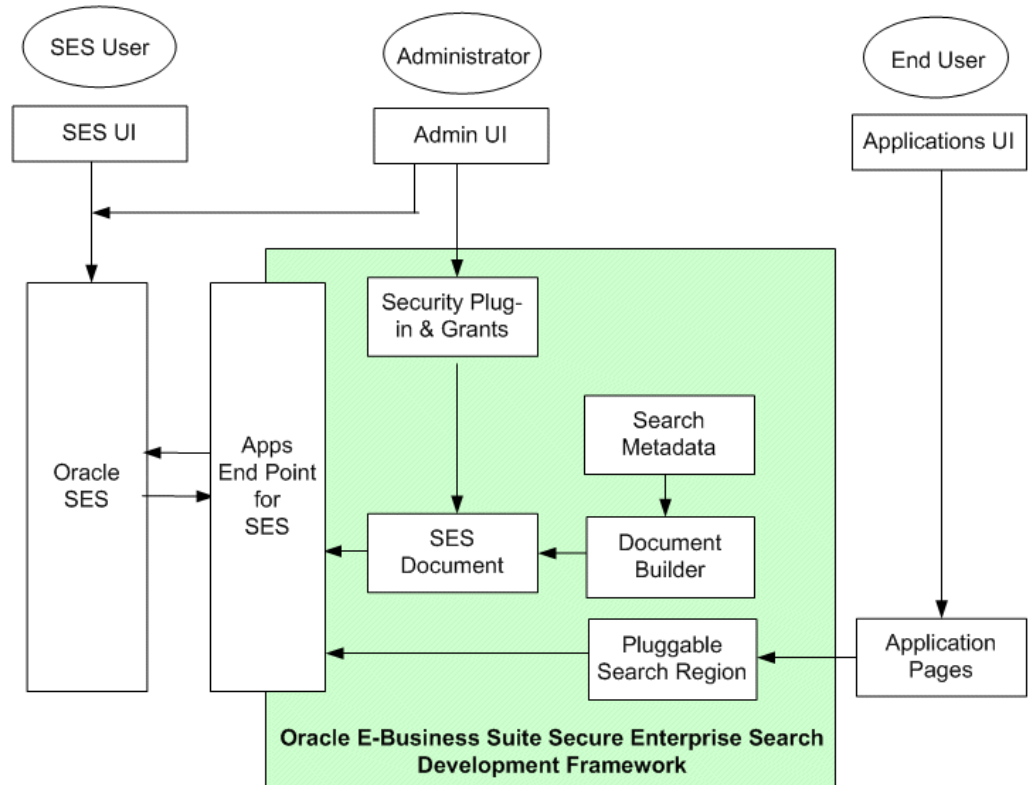 SES User
Administrator
End User
SES UI
Admin UI
Applications UI
Security Plug-
in & Grants
Search
Metadata
Oracle
SES
Apps
End Point
for
SES
SES
Document
Document
Builder
Pluggable
Search Region
Application
Pages
Oracle E-Business Suite Secure Enterprise Search
Development Framework